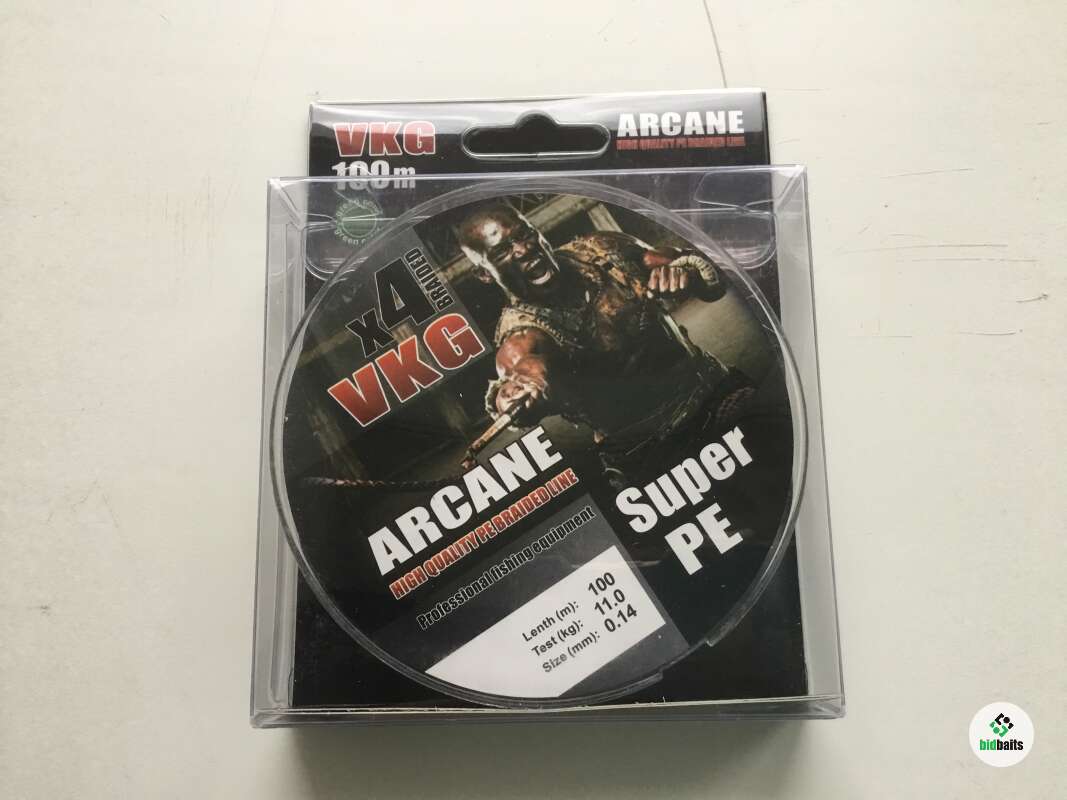 VKG
100m
ARCANE
HIGH QUALITY PE BRAIDED LINE
green
x4
BRAIDED
VKG
ARCANE
HIGH QUALITY PE BRAIDED LINE
Professional fishing equipment
Super
PE
Lenth (m): 100
Test (kg): 11.0
Size (mm): 0.14
bidbaits